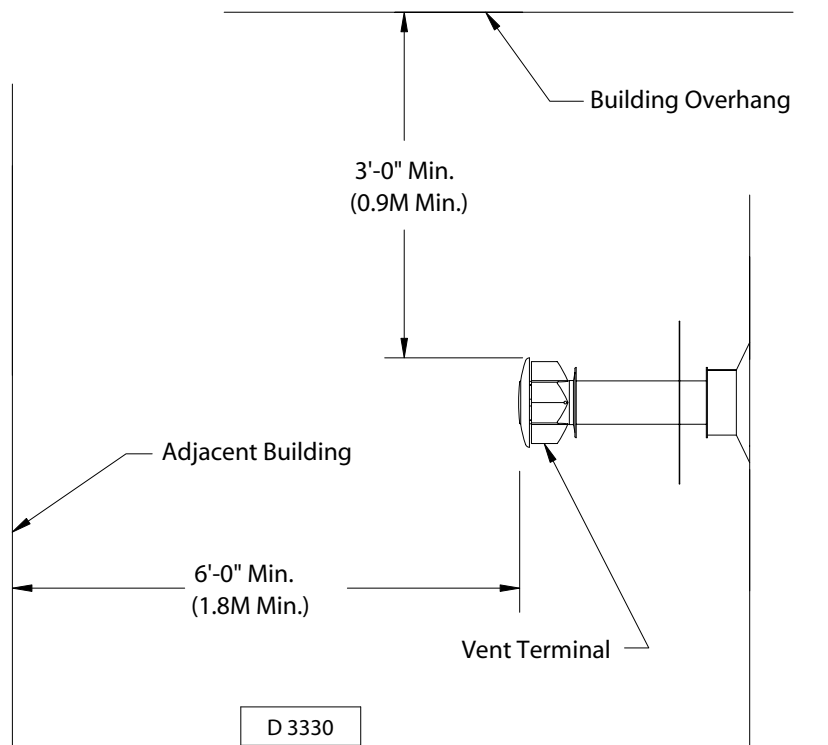 Building Overhang
3'-0" Min.
(0.9M Min.)
Adjacent Building
6'-0" Min.
(1.8M Min.)
Vent Terminal
D 3330